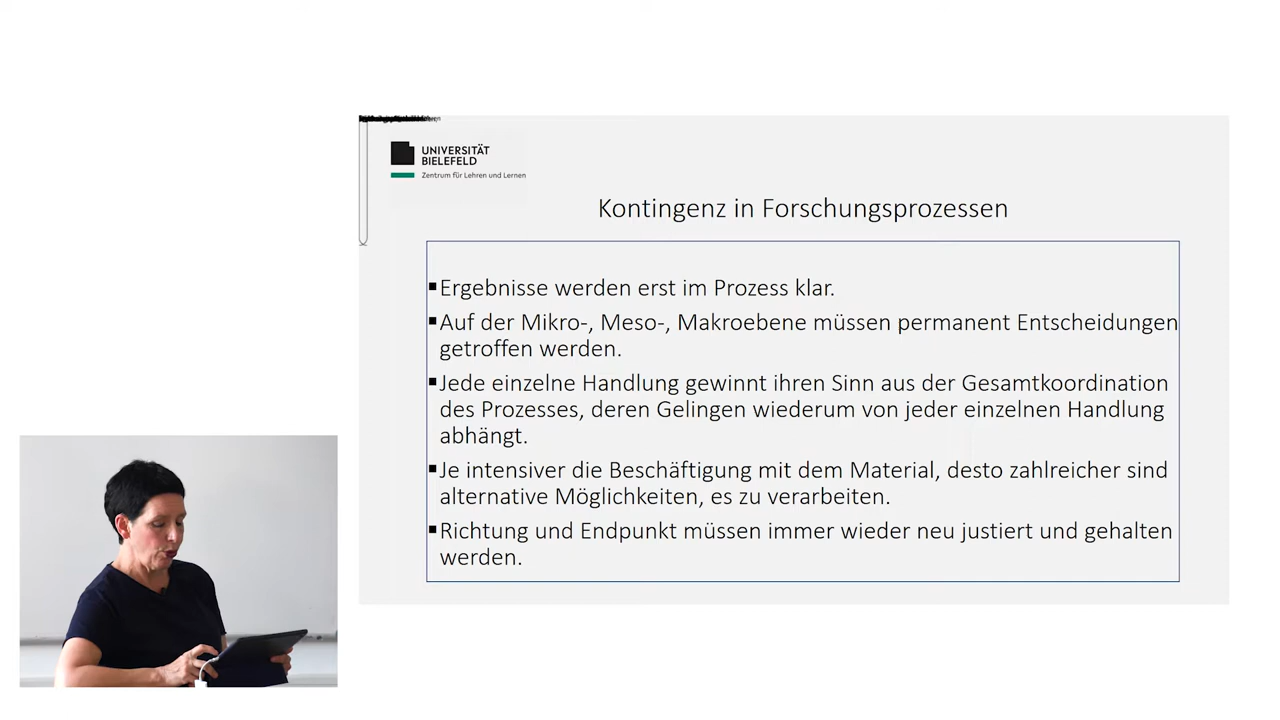 UNIVERSITÄT
BIELEFELD
Zentrum für Lehren und Lernen
Kontingenz in Forschungsprozessen
▪Ergebnisse werden erst im Prozess klar.
▪Auf der Mikro-, Meso-, Makroebene müssen permanent Entscheidungen
getroffen werden.
▪Jede einzelne Handlung gewinnt ihren Sinn aus der Gesamtkoordination
des Prozesses, deren Gelingen wiederum von jeder einzelnen Handlung
abhängt.
▪Je intensiver die Beschäftigung mit dem Material, desto zahlreicher sind
alternative Möglichkeiten, es zu verarbeiten.
▪Richtung und Endpunkt müssen immer wieder neu justiert und gehalten
werden.